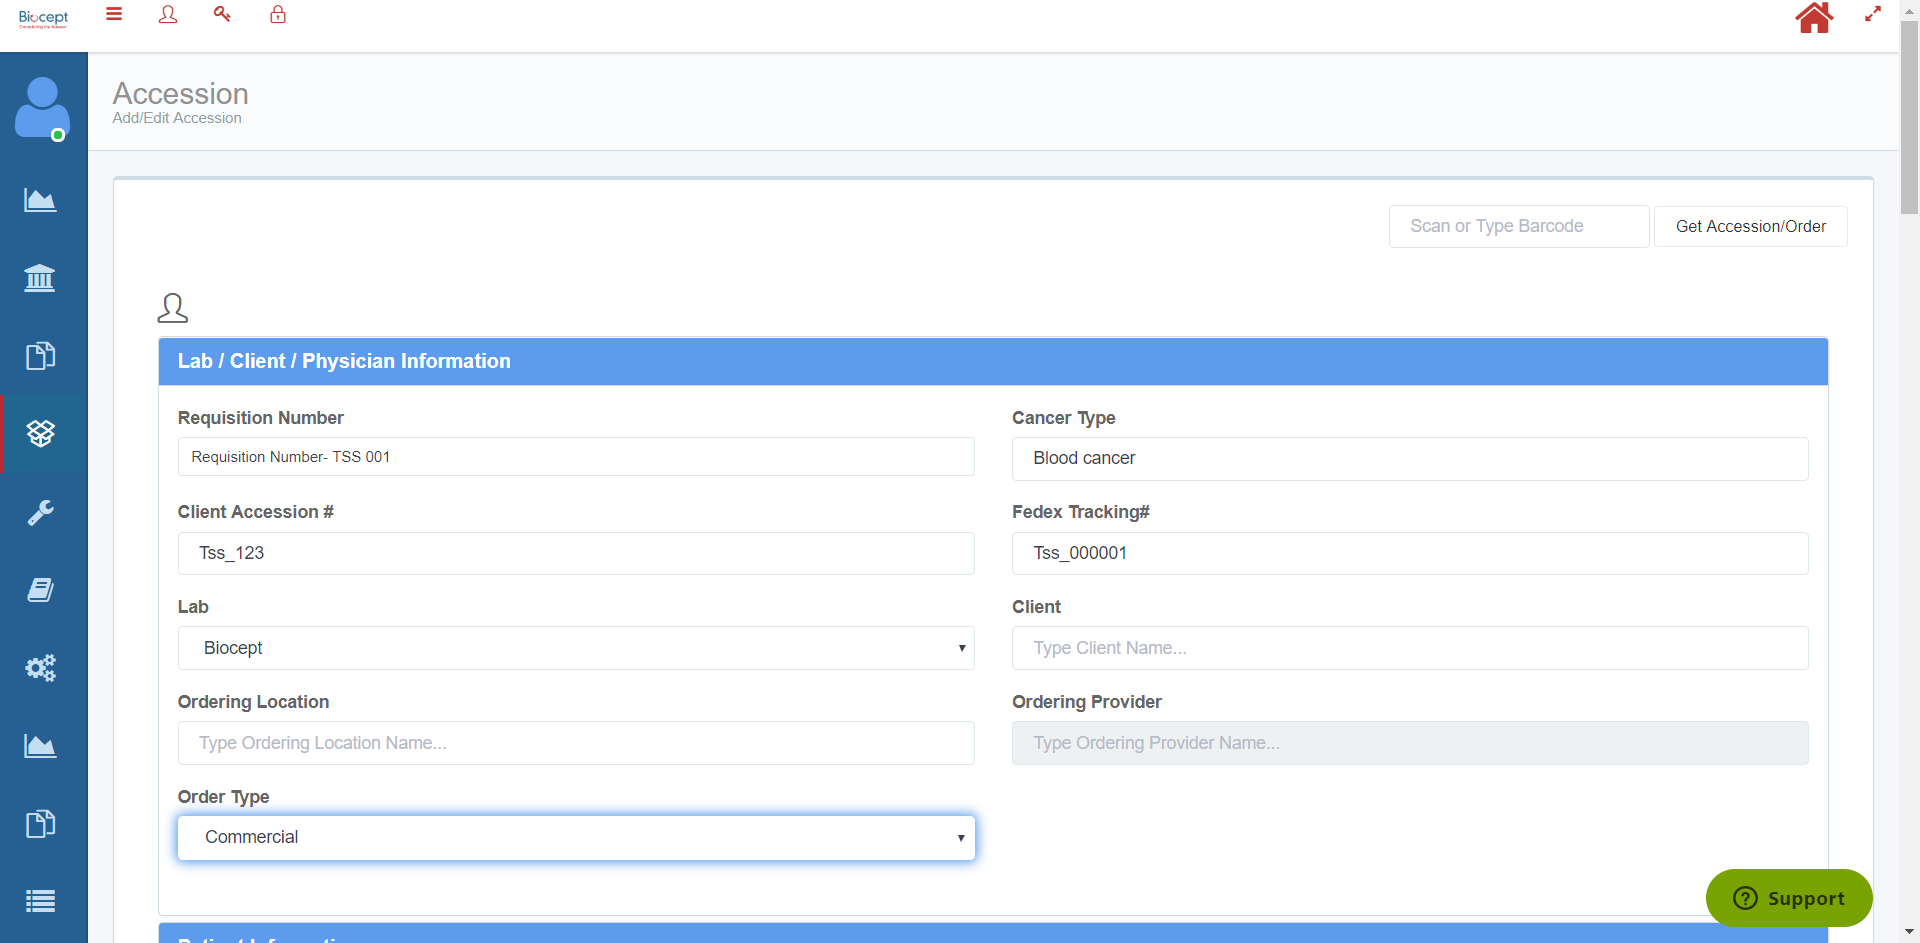 Biocept
Accession
Add/Edit Accession
Scan or Type Barcode
Get Accession/Order
Lab / Client / Physician Information
Requisition Number
Cancer Type
Requisition Number- TSS 001
Blood cancer
Client Accession #
Fedex Tracking#
Tss_123
Tss_000001
Lab
Client
Biocept
Type Client Name...
Ordering Location
Ordering Provider
Type Ordering Location Name...
Type Ordering Provider Name...
Order Type
Commercial
Support